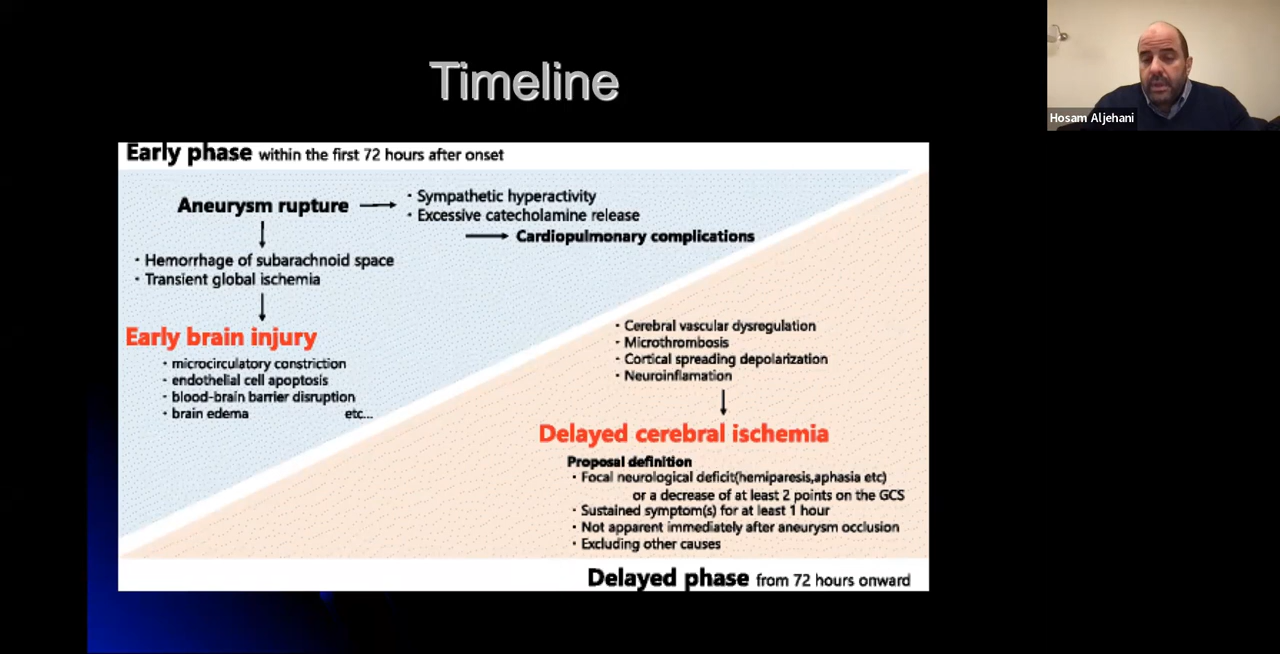 Timeline
Hosam Aljehani
Early phase within the first 72 hours after onset
Aneurysm rupture
· Sympathetic hyperactivity
· Excessive catecholamine release
Cardiopulmonary complications
· Hemorrhage of subarachnoid space
· Transient global ischemia
Early brain injury
· microcirculatory constriction
· endothelial cell apoptosis
· blood-brain barrier disruption
· brain edema etc...
· Cerebral vascular dysregulation
· Microthrombosis
· Cortical spreading depolarization
· Neuroinflamation
Delayed cerebral ischemia
Proposal definition
· Focal neurological deficit(hemiparesis,aphasia etc)
or a decrease of at least 2 points on the GCS
· Sustained symptom(s) for at least 1 hour
· Not apparent immediately after aneurysm occlusion
· Excluding other causes
Delayed phase from 72 hours onward